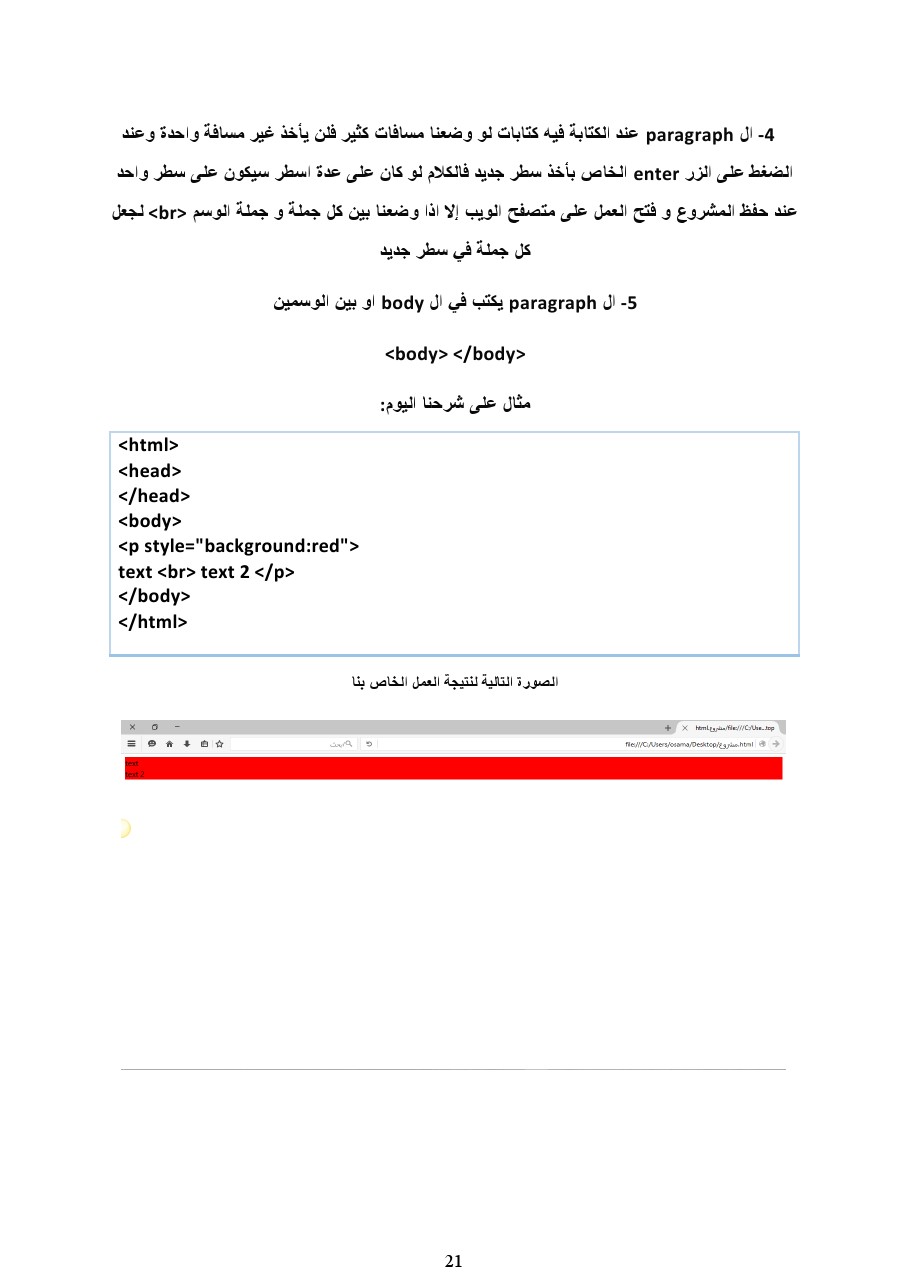 4- ال paragraph عند الكتابة فيه كتابات لو وضعنا مسافات كثير فلن يأخذ غير مسافة واحدة وعند
الضغط على الزر enter الخاص بأخذ سطر جديد فالكلام لو كان على عدة اسطر سيكون على سطر واحد
عند حفظ المشروع و فتح العمل على متصفح الويب إلا اذا وضعنا بين كل جملة و جملة الوسم <br> لجعل
كل جملة في سطر جديد
5- ال paragraph يكتب في ال body او بين الوسمين
<body> </body>
مثال على شرحنا اليوم:
<html>
<head>
</head>
<body>
<p style="background:red">
text <br> text 2 </p>
</body>
</html>
الصورة التالية لنتيجة العمل الخاص بنا
file:///C:/Use...top/مشروع.html
file:///C:/Users/osama/Desktop/مشروع.html
بحث
text
text 2
21